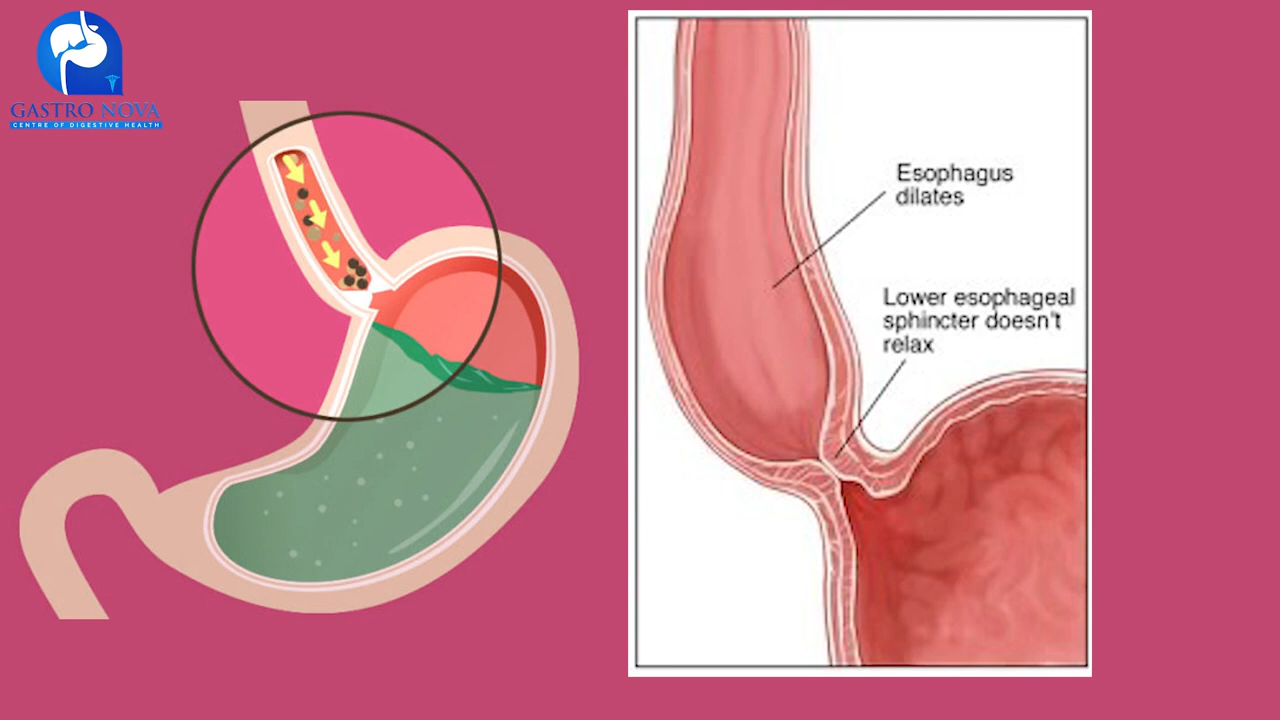 GASTRO NOVA
CENTRE OF DIGESTIVE HEALTH
Esophagus
dilates
Lower esophageal
sphincter doesn't
relax